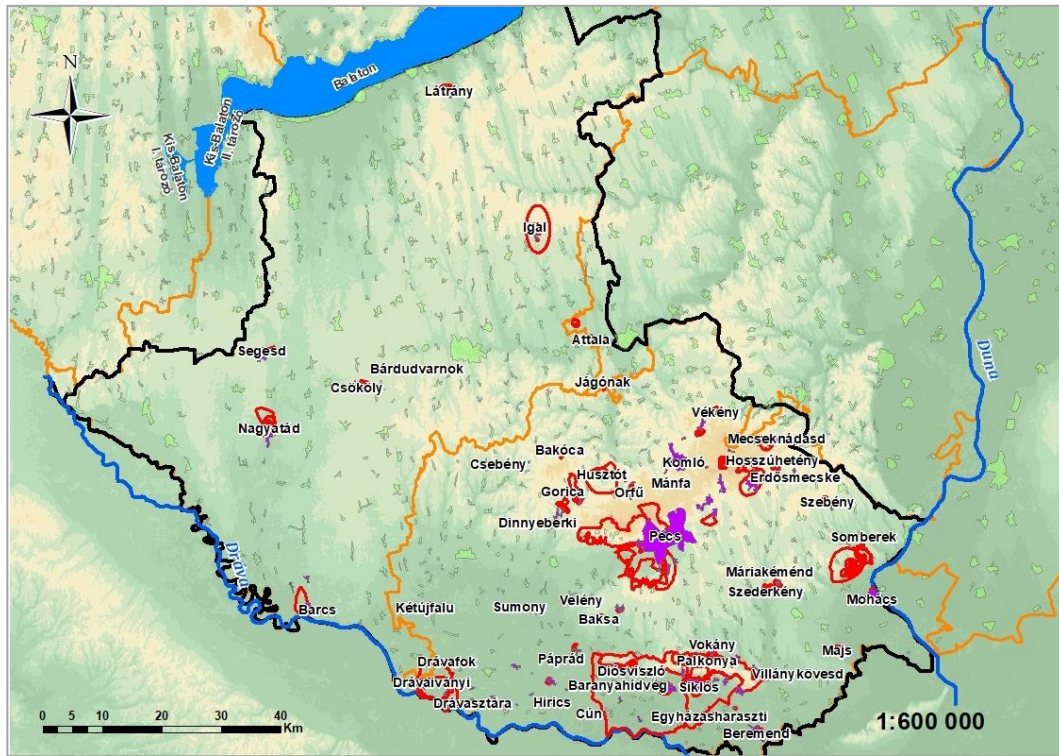 N
Balaton
Kis-Balaton
II. tározó
Kis-Balaton
I. tározó
Látrány
Igal
Attala
Segesd
Bárdudvarnok
Csököly
Jágónak
Nagyatád
Vékény
Mecseknádasd
Bakóca
Csebény
Komló
Hosszúhetény
Husztót
Mánfa
Erdősmecske
Gorica
Orfű
Szebény
Dinnyeberki
Pécs
Somberek
Duna
Dráva
Máriakéménd
Szederkény
Mohács
Barcs
Kétújfalu
Sumony
Velény
Baksa
Vokány
Majs
Drávafok
Páprád
Diósviszló
Palkonya
Villánykövesd
Drávaiványi
Baranyahídvég
Siklós
Drávasztára
Hirics
Cún
Egyházasharaszti
Beremend
0 5 10 20 30 40
Km
1:600 000